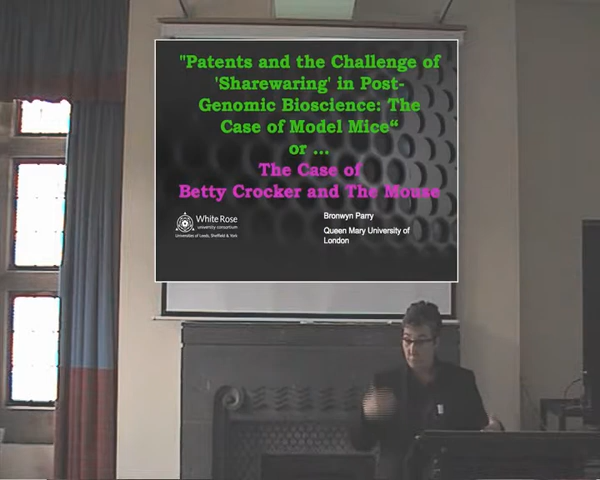 "Patents and the Challenge of
'Sharewaring' in Post-
Genomic Bioscience: The
Case of Model Mice“
or ...
The Case of
Betty Crocker and The Mouse
White Rose
university consortium
Universities of Leeds, Sheffield & York
Bronwyn Parry
Queen Mary University of
London